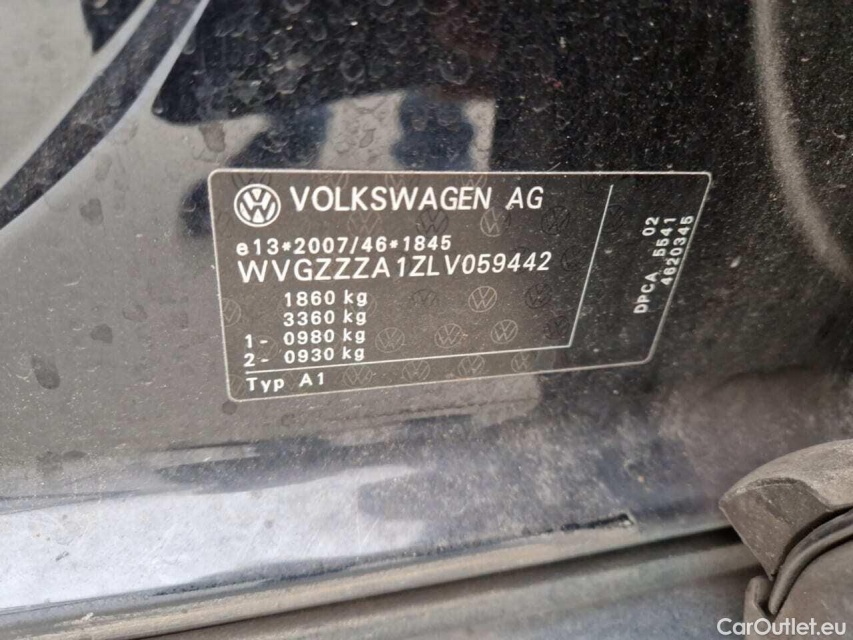 VOLKSWAGEN AG
e13*2007/46*1845
WVGZZZA1ZLV059442
1860 kg
3360 kg
1- 0980 kg
2- 0930 kg
Typ A1
02
DPCA 5541
4620345
CarOutlet.eu